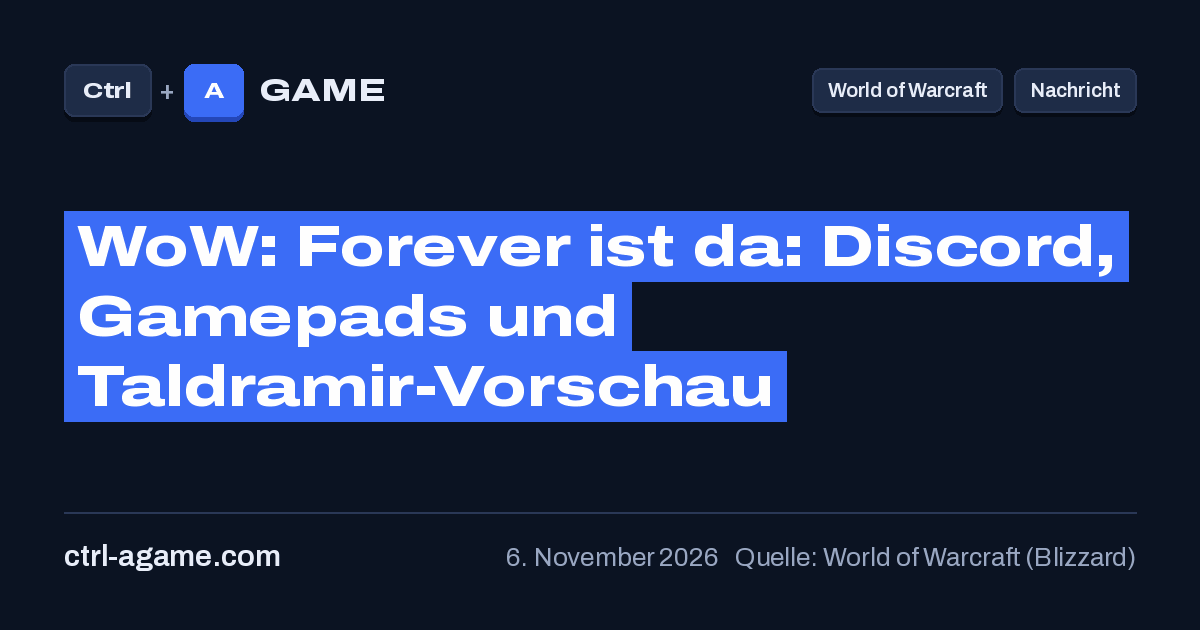 Ctrl + A GAME
World of Warcraft
Nachricht
WoW: Forever ist da: Discord,
Gamepads und
Taldramir-Vorschau
ctrl-agame.com
6. November 2026 Quelle: World of Warcraft (Blizzard)